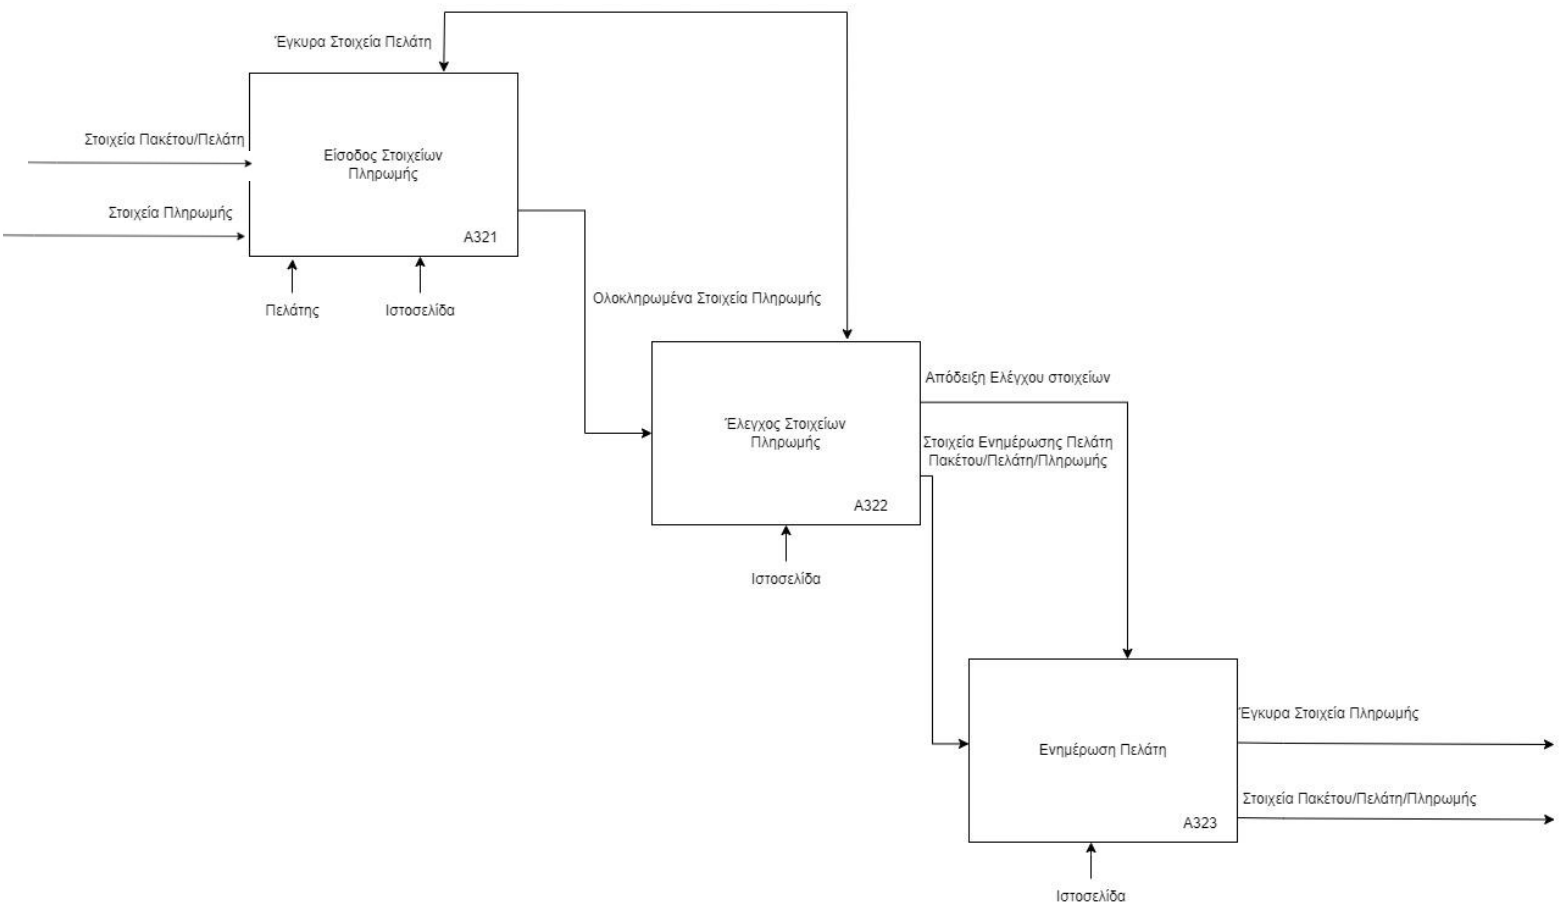 Έγκυρα Στοιχεία Πελάτη
Στοιχεία Πακέτου/Πελάτη
Είσοδος Στοιχείων
Πληρωμής
Στοιχεία Πληρωμής
A321
Πελάτης
Ιστοσελίδα
Ολοκληρωμένα Στοιχεία Πληρωμής
Απόδειξη Ελέγχου στοιχείων
Έλεγχος Στοιχείων
Πληρωμής
Στοιχεία Ενημέρωσης Πελάτη
Πακέτου/Πελάτη/Πληρωμής
A322
Ιστοσελίδα
Έγκυρα Στοιχεία Πληρωμής
Ενημέρωση Πελάτη
Στοιχεία Πακέτου/Πελάτη/Πληρωμής
A323
Ιστοσελίδα